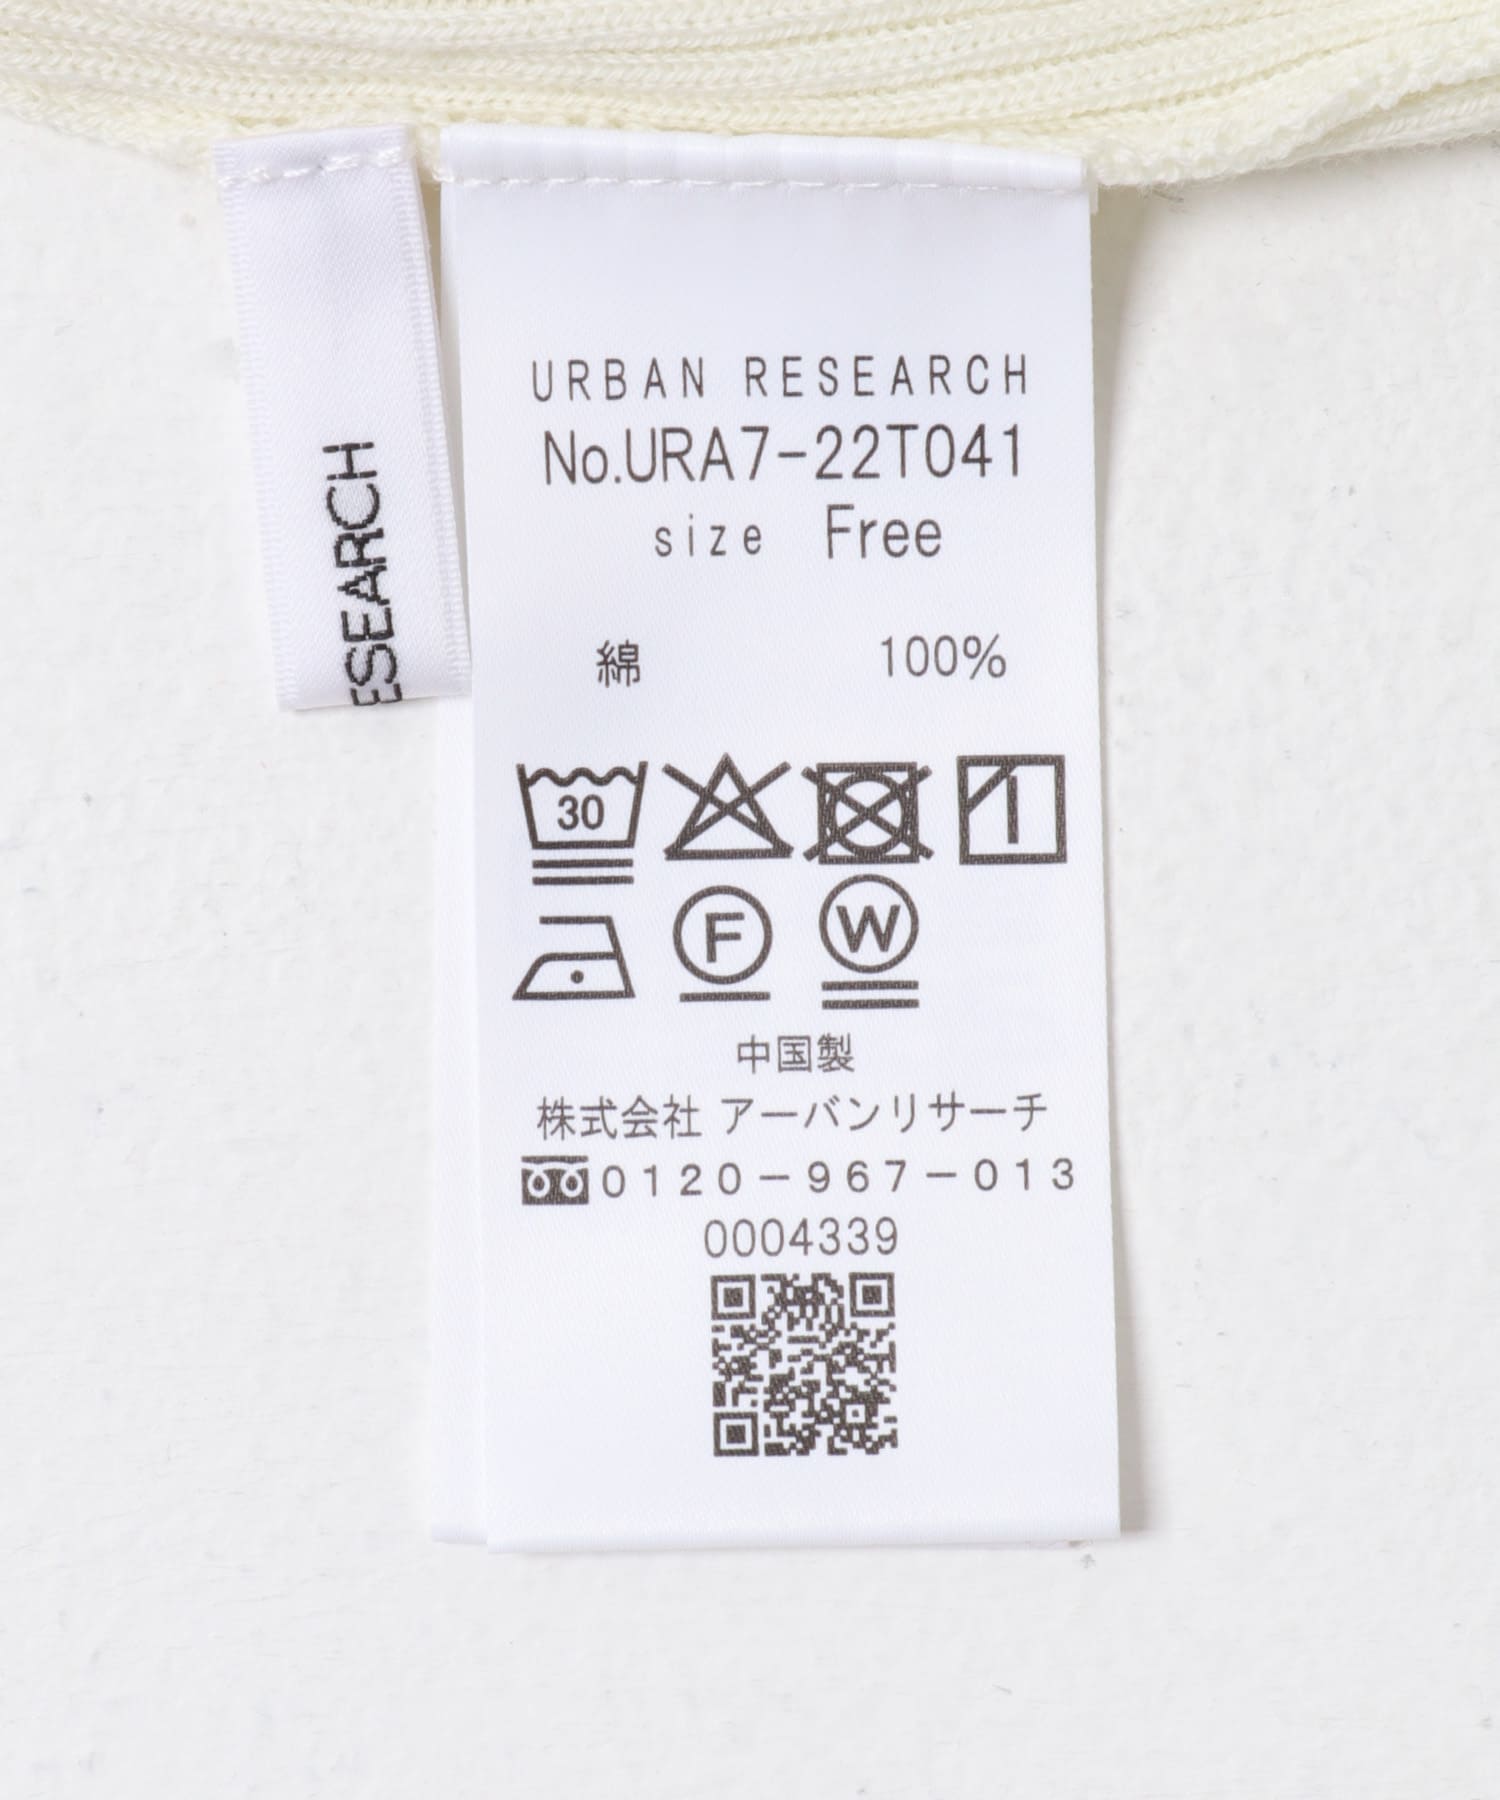 ESEARCH
URBAN RESEARCH
No.URA7-22T041
size Free
綿 100%
30
F W
中国製
株式会社 アーバンリサーチ
0120-967-013
0004339